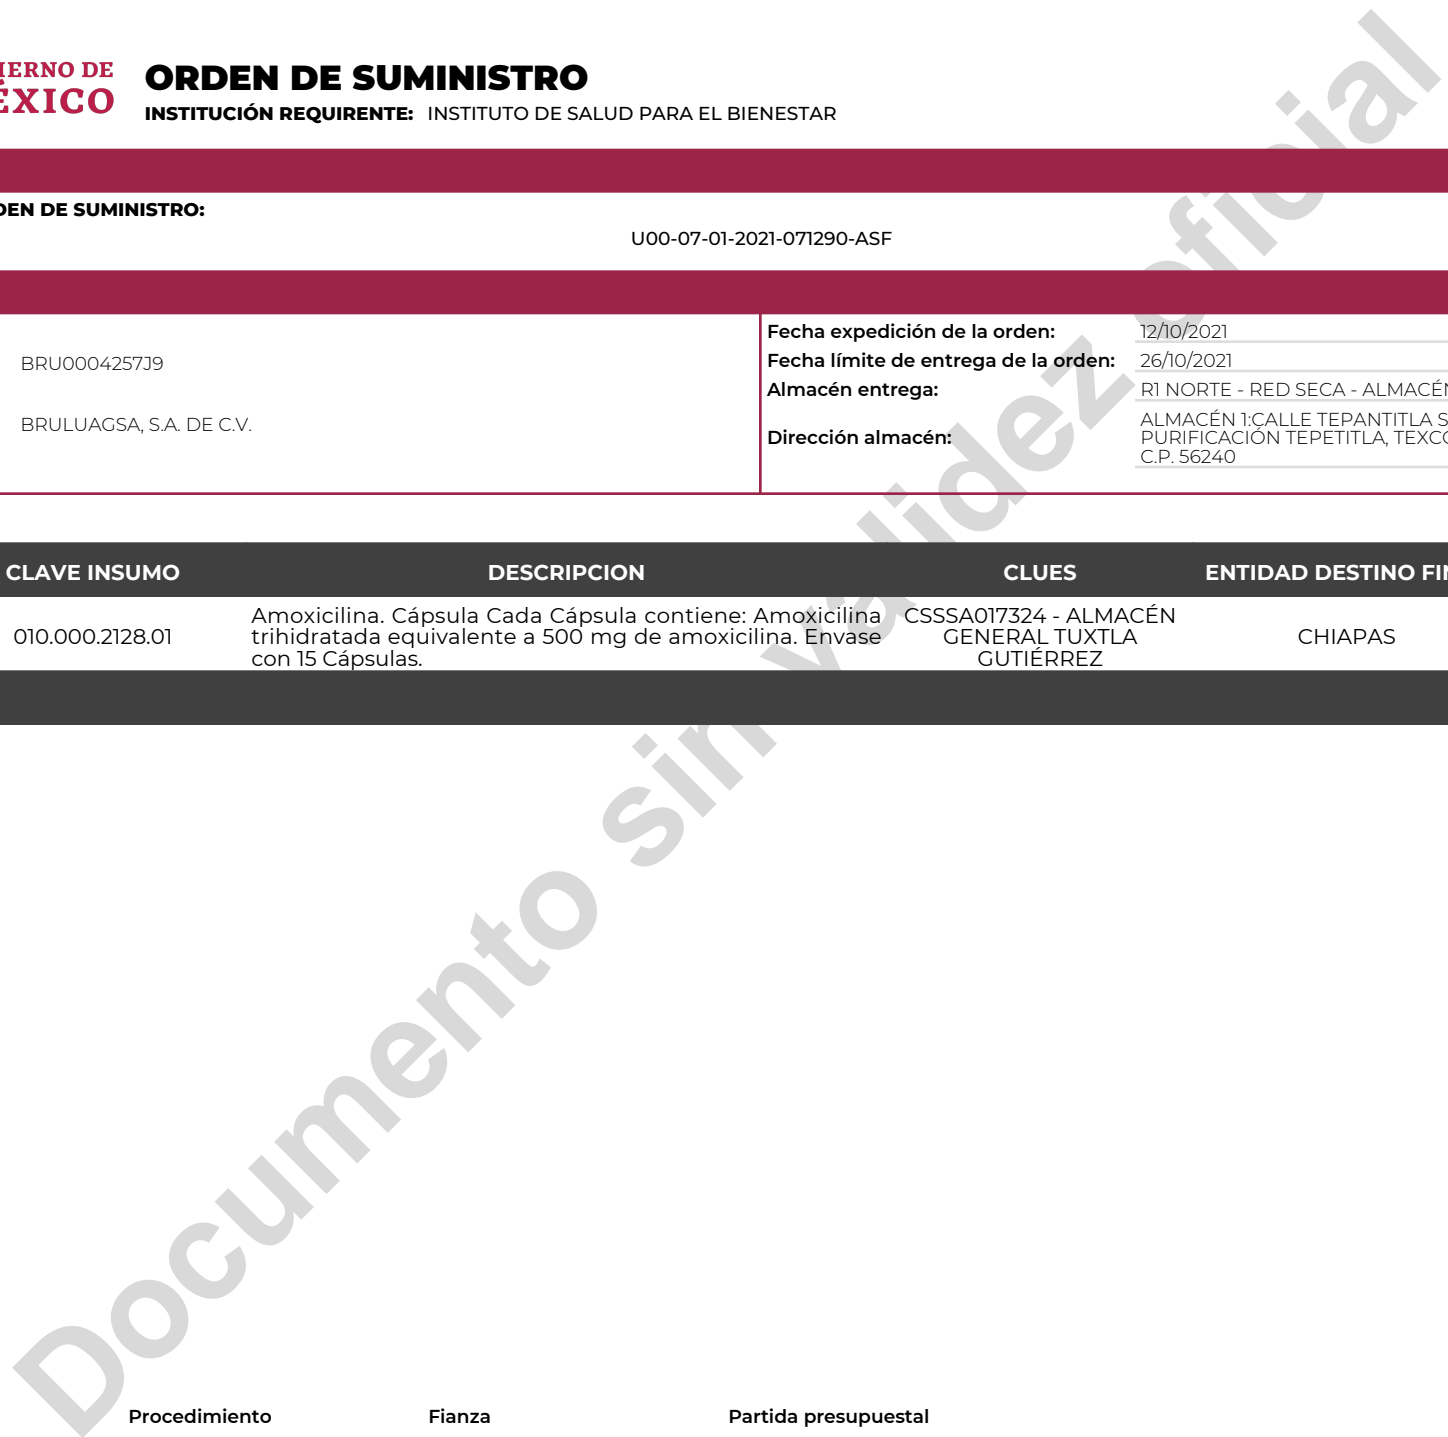 IERNO DE
ÉXICO
ORDEN DE SUMINISTRO
INSTITUCIÓN REQUIRENTE: INSTITUTO DE SALUD PARA EL BIENESTAR
DEN DE SUMINISTRO:
U00-07-01-2021-071290-ASF
BRU0004257J9
BRULUAGSA, S.A. DE C.V.
Fecha expedición de la orden: 12/10/2021
Fecha límite de entrega de la orden: 26/10/2021
Almacén entrega: R1 NORTE - RED SECA - ALMACÉN
Dirección almacén:
ALMACÉN 1:CALLE TEPANTITLA S
PURIFICACIÓN TEPETITLA, TEXCO
C.P. 56240
CLAVE INSUMO DESCRIPCION CLUES ENTIDAD DESTINO FIN
010.000.2128.01
Amoxicilina. Cápsula Cada Cápsula contiene: Amoxicilina
trihidratada equivalente a 500 mg de amoxicilina. Envase
con 15 Cápsulas.
CSSSA017324 - ALMACÉN
GENERAL TUXTLA
GUTIÉRREZ
CHIAPAS
Documento sin validez oficial
Procedimiento Fianza Partida presupuestal